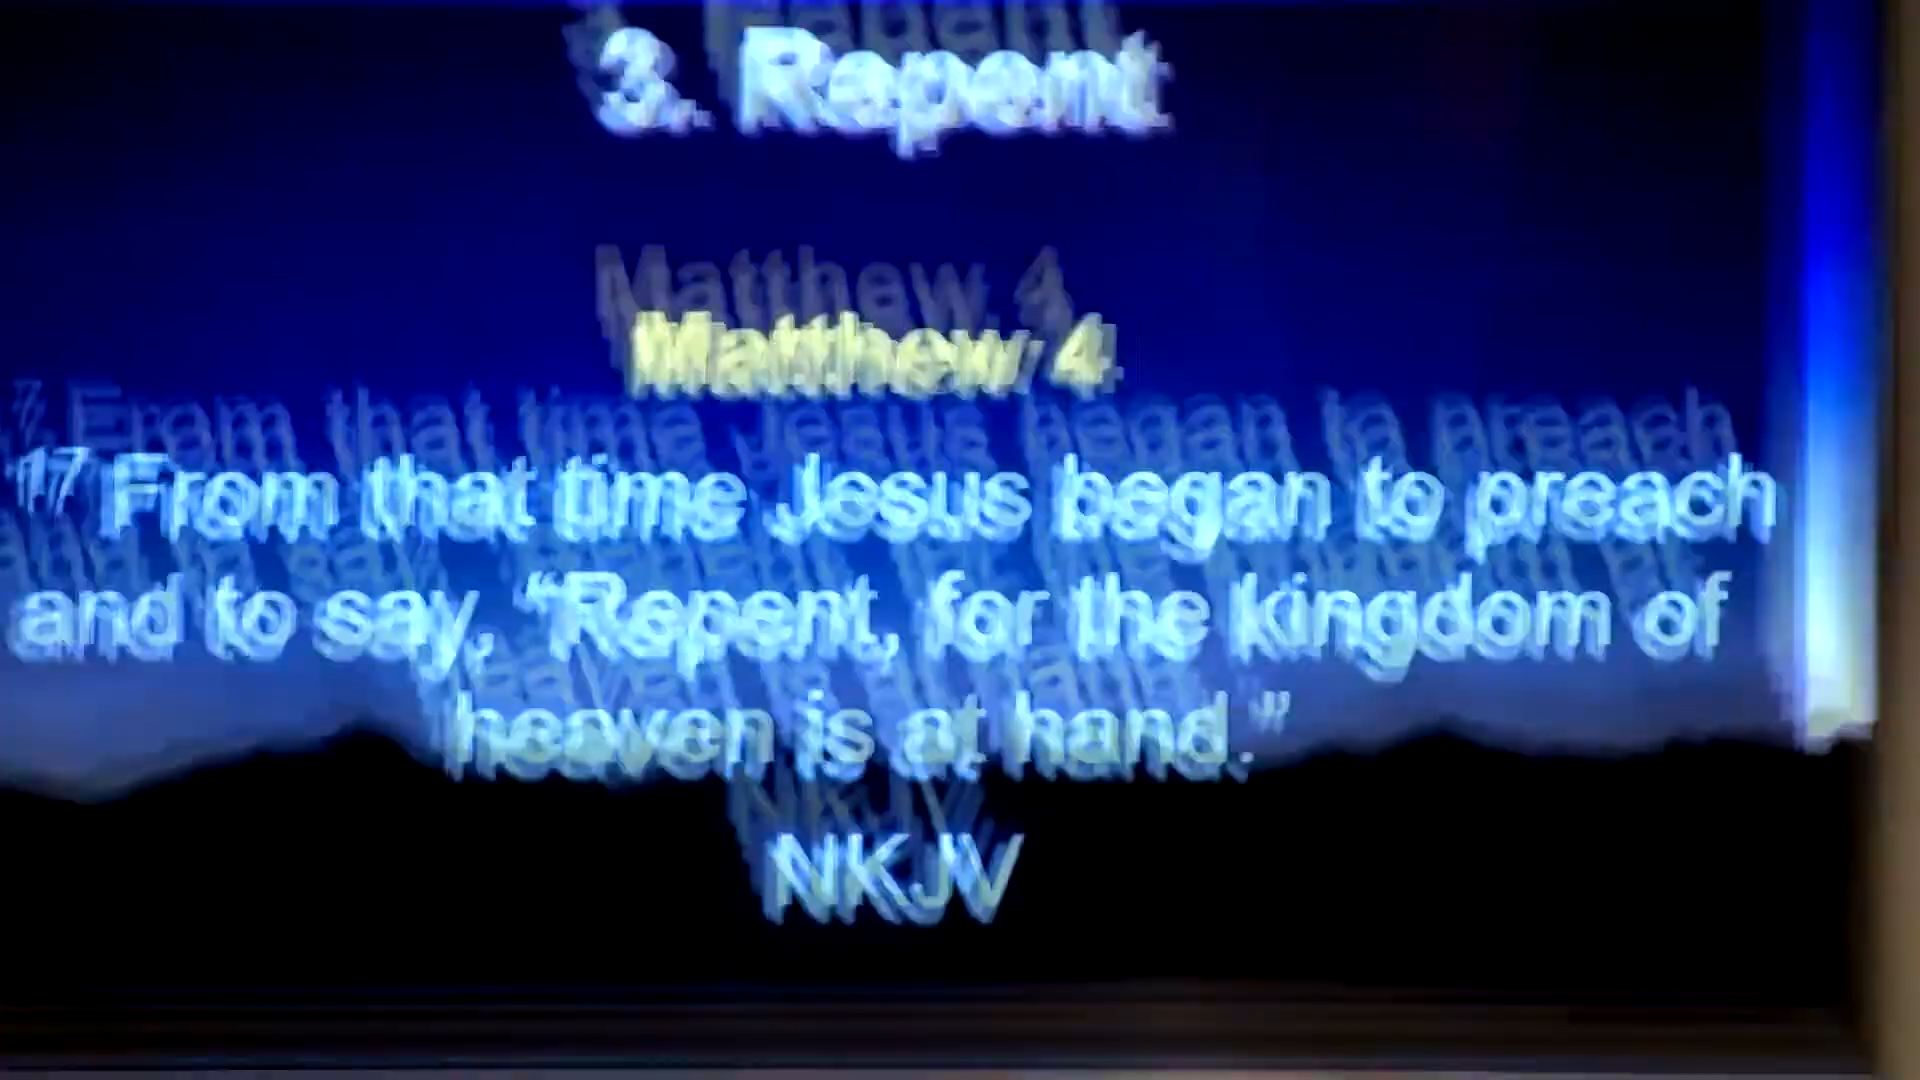 3. Repent
Matthew 4
17 From that time Jesus began to preach
and to say, “Repent, for the kingdom of
heaven is at hand.”
NKJV